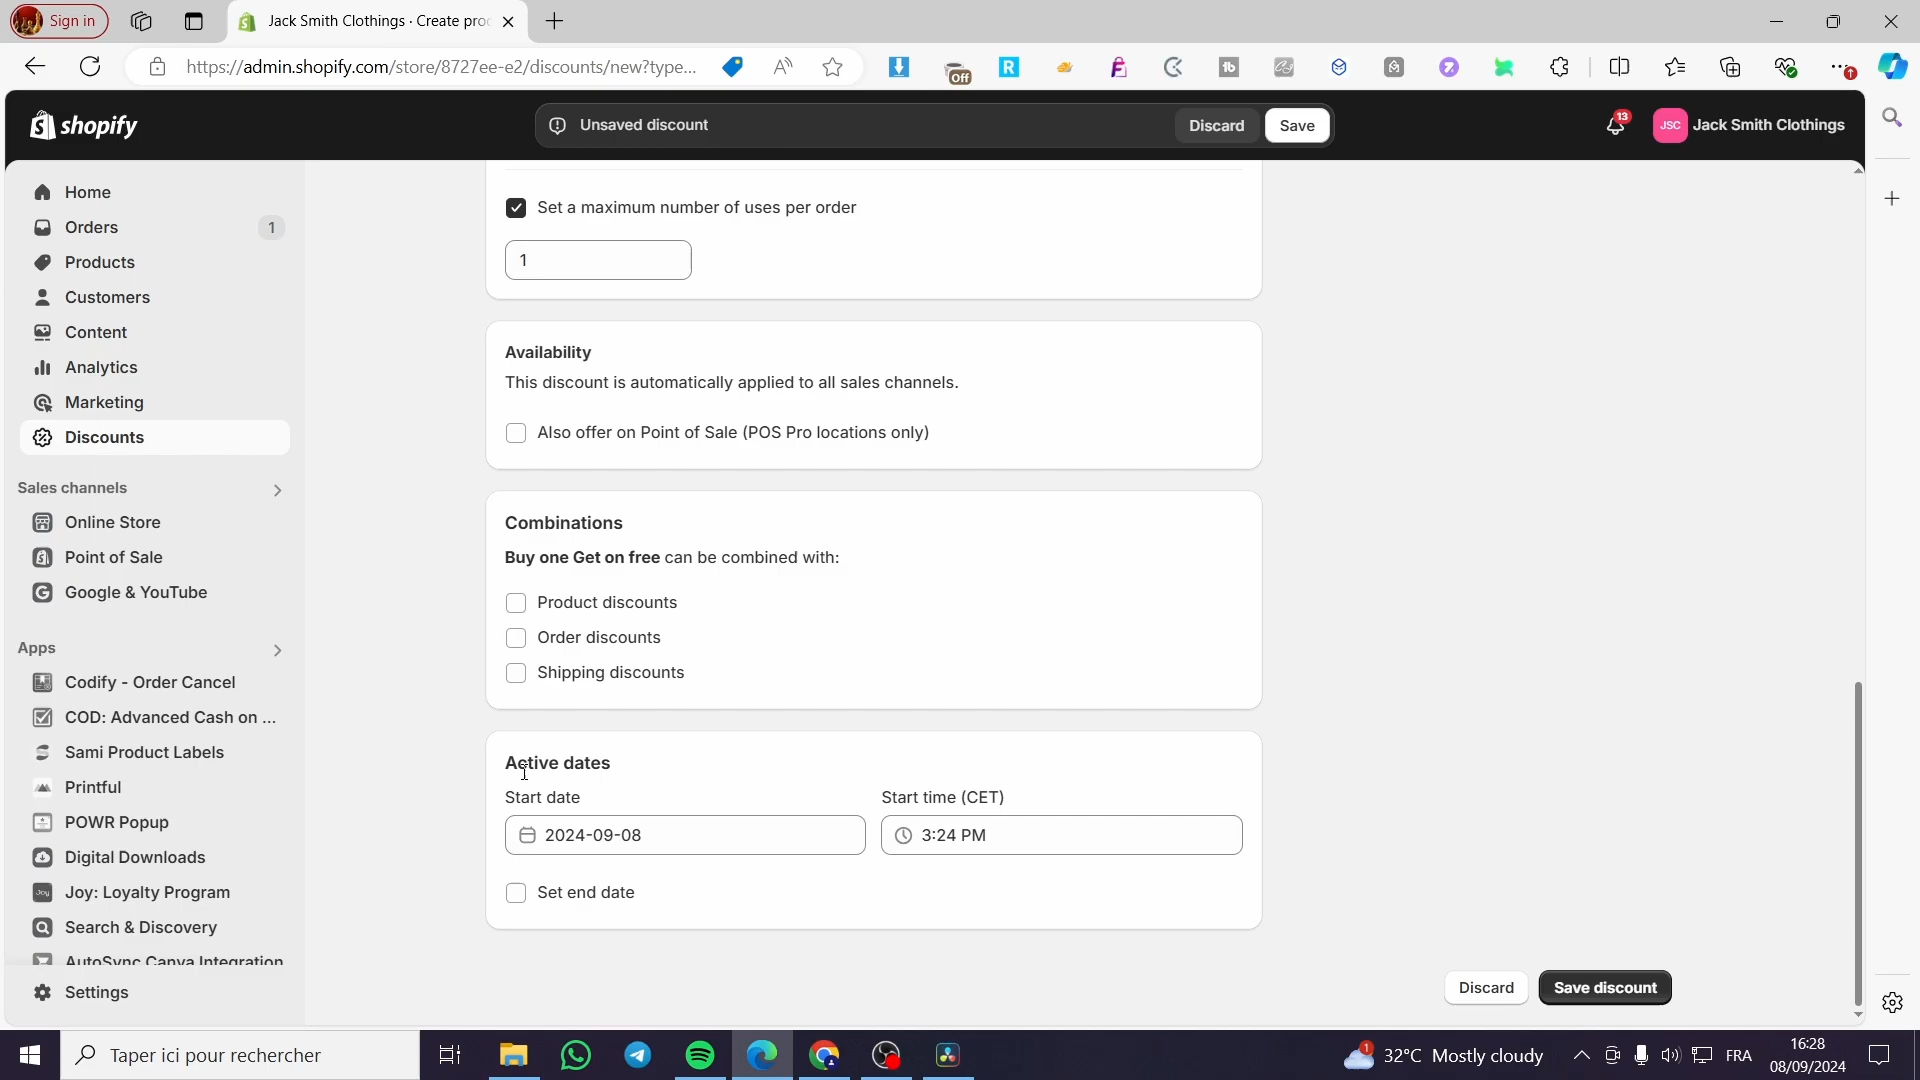 Sign in
Jack Smith Clothings · Create pro
https://admin.shopify.com/store/8727ee-e2/discounts/new?type...
Off
shopify
Unsaved discount
Discard
Save
13
JSC
Jack Smith Clothings
Home
Orders
1
Products
Customers
Content
Analytics
Marketing
Discounts
Sales channels
Online Store
Point of Sale
Google & YouTube
Apps
Codify - Order Cancel
COD: Advanced Cash on ...
Sami Product Labels
Printful
POWR Popup
Digital Downloads
Joy: Loyalty Program
Search & Discovery
AutoSync Canva Integration
Settings
Set a maximum number of uses per order
1
Availability
This discount is automatically applied to all sales channels.
Also offer on Point of Sale (POS Pro locations only)
Combinations
Buy one Get on free can be combined with:
Product discounts
Order discounts
Shipping discounts
Active dates
Start date
Start time (CET)
2024-09-08
3:24 PM
Set end date
Discard
Save discount
Taper ici pour rechercher
1
32°C Mostly cloudy
FRA
16:28
08/09/2024